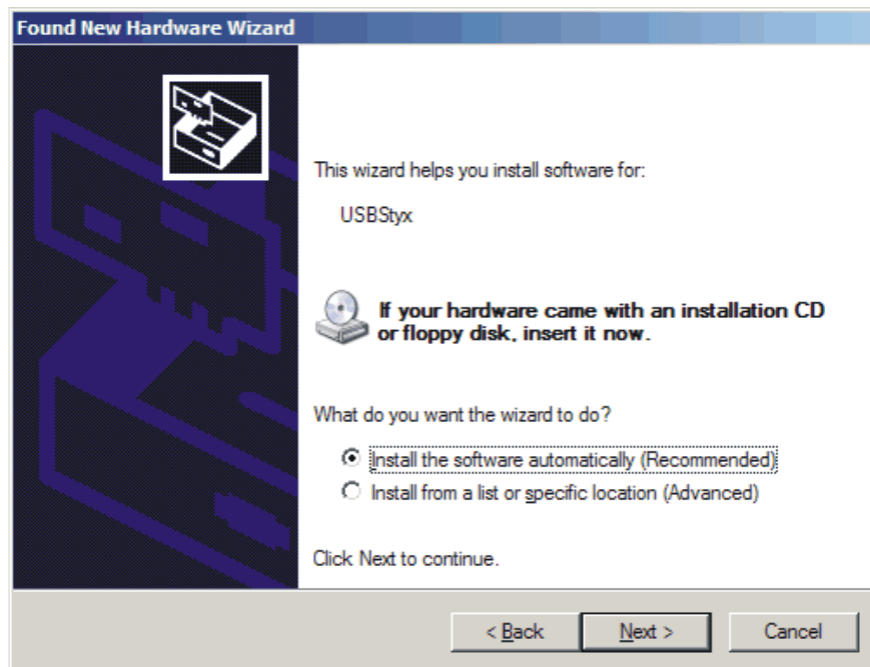 Found New Hardware Wizard
This wizard helps you install software for:
USBStyx
If your hardware came with an installation CD
or floppy disk, insert it now.
What do you want the wizard to do?
Install the software automatically (Recommended)
Install from a list or specific location (Advanced)
Click Next to continue.
< Back Next > Cancel